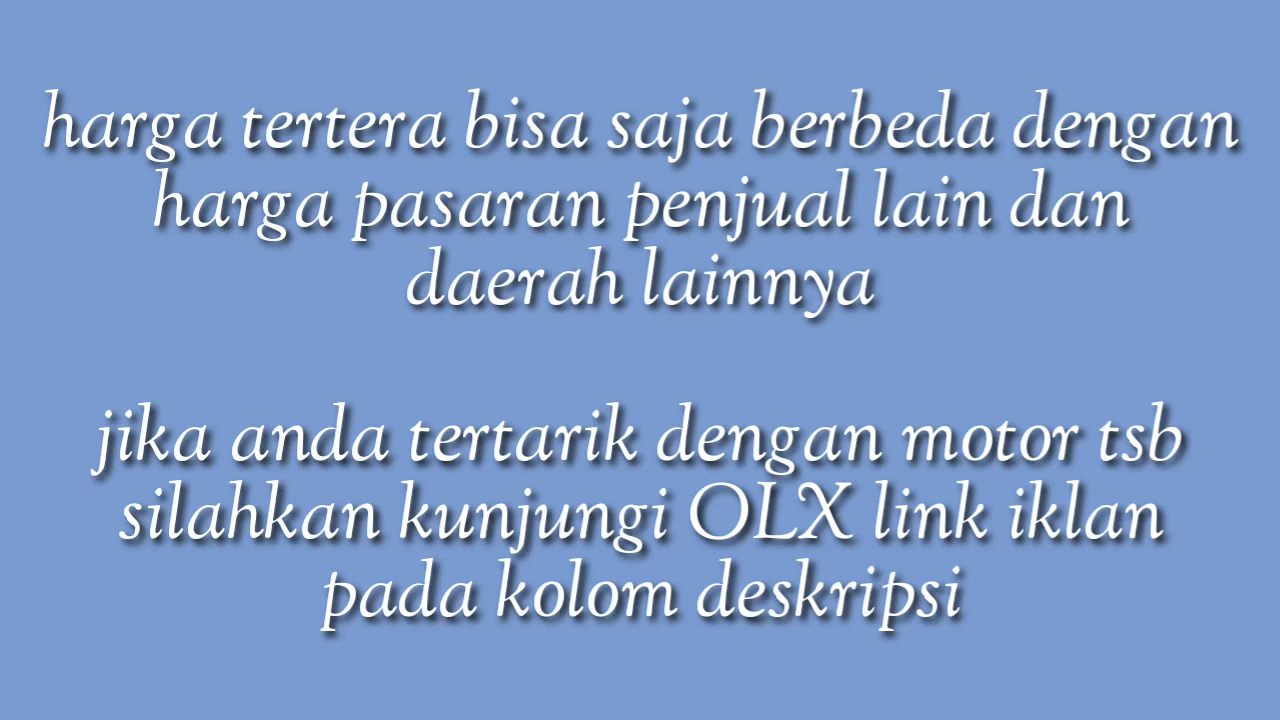 harga tertera bisa saja berbeda dengan
harga pasaran penjual lain dan
daerah lainnya
jika anda tertarik dengan motor tsb
silahkan kunjungi OLX link iklan
pada kolom deskripsi